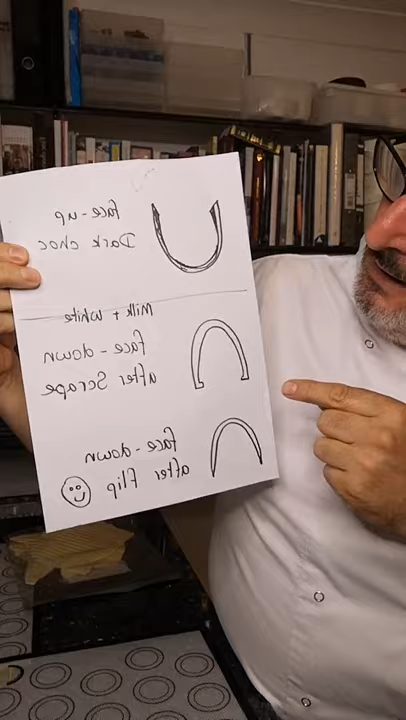 face-up
Dark choc
Milk + white
face-down
after Scrape
face-down
after Flip